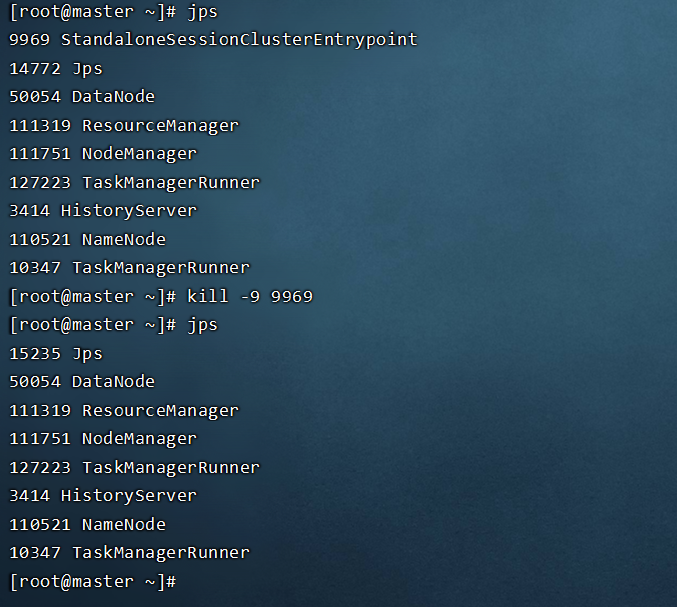 [root@master ~]# jps
9969 StandaloneSessionClusterEntrypoint
14772 Jps
50054 DataNode
111319 ResourceManager
111751 NodeManager
127223 TaskManagerRunner
3414 HistoryServer
110521 NameNode
10347 TaskManagerRunner
[root@master ~]# kill -9 9969
[root@master ~]# jps
15235 Jps
50054 DataNode
111319 ResourceManager
111751 NodeManager
127223 TaskManagerRunner
3414 HistoryServer
110521 NameNode
10347 TaskManagerRunner
[root@master ~]#